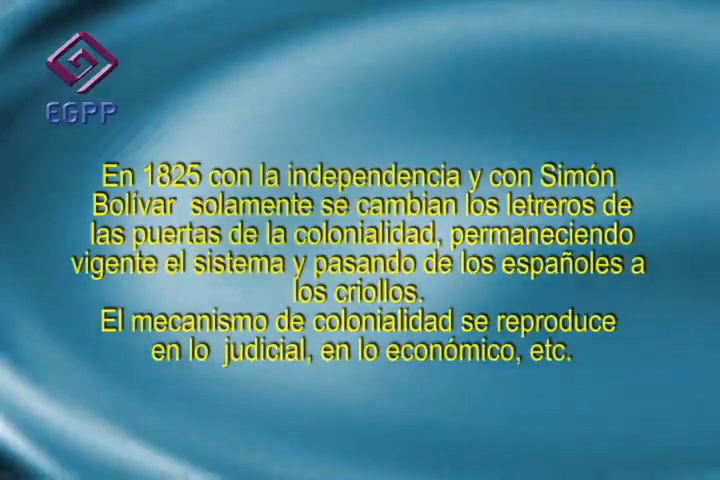 EGPP
En 1825 con la independencia y con Simón
Bolivar solamente se cambian los letreros de
las puertas de la colonialidad, permaneciendo
vigente el sistema y pasando de los españoles a
los criollos.
El mecanismo de colonialidad se reproduce
en lo judicial, en lo económico, etc.